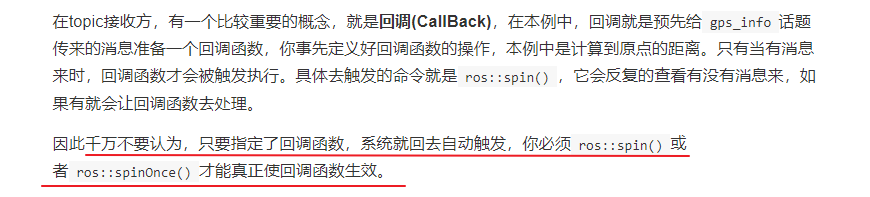 在topic接收方，有一个比较重要的概念，就是回调(CallBack)，在本例中，回调就是预先给 gps_info 话题
传来的消息准备一个回调函数，你事先定义好回调函数的操作，本例中是计算到原点的距离。只有当有消息
来时，回调函数才会被触发执行。具体去触发的命令就是 ros::spin() ，它会反复的查看有没有消息来，如
果有就会让回调函数去处理。
因此千万不要认为，只要指定了回调函数，系统就回去自动触发，你必须 ros::spin() 或
者 ros::spinOnce() 才能真正使回调函数生效。